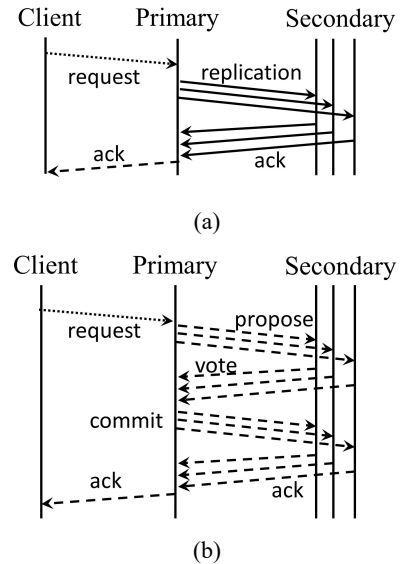 Client Primary Secondary
request
replication
ack
ack
(a)
Client Primary Secondary
request
propose
vote
commit
ack
ack
(b)